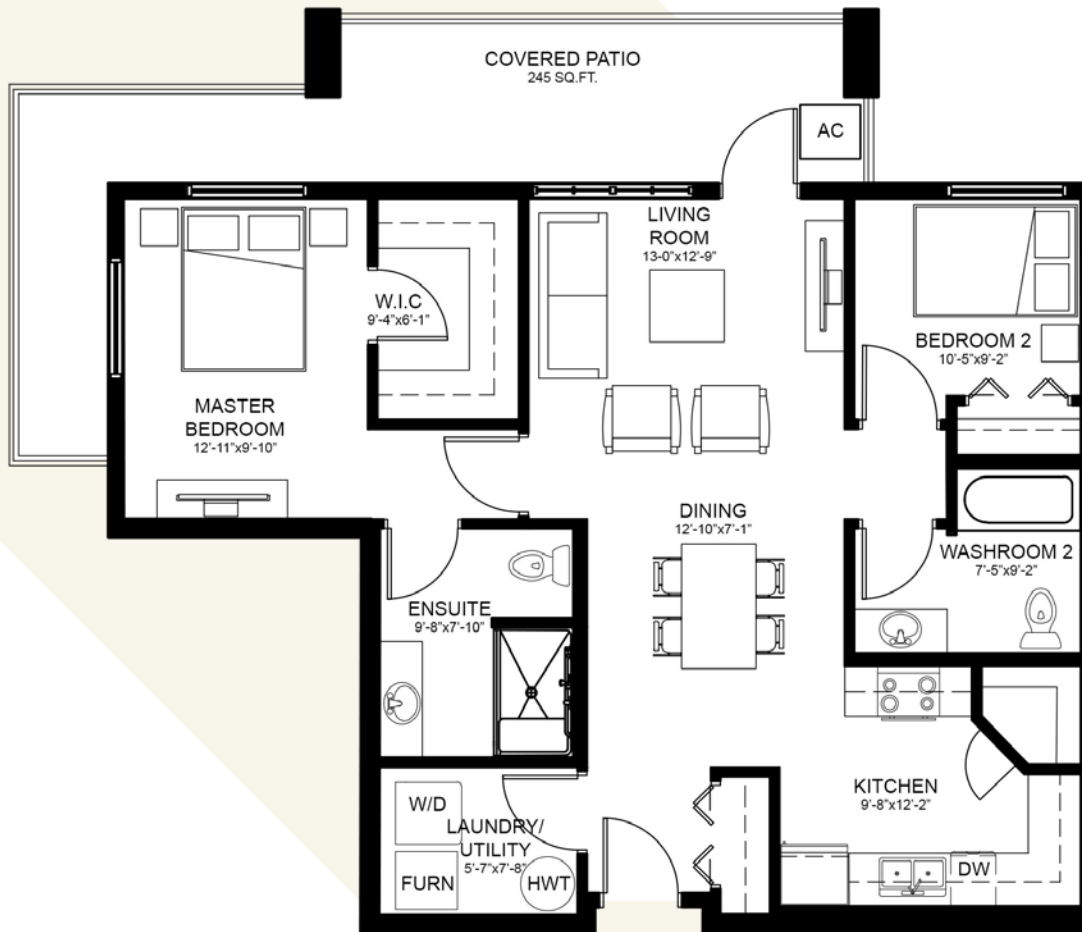 COVERED PATIO
245 SQ.FT.
AC
LIVING
ROOM
13-0"x12'-9"
W.I.C
9'-4"x6'-1"
BEDROOM 2
10'-5"x9'-2"
MASTER
BEDROOM
12'-11"x9'-10"
DINING
12'-10"x7'-1"
WASHROOM 2
7'-5"x9'-2"
ENSUITE
9'-8"x7'-10"
KITCHEN
9'-8"x12'-2"
W/D
LAUNDRY/
UTILITY
5'-7"x7'-8"
FURN
HWT
DW